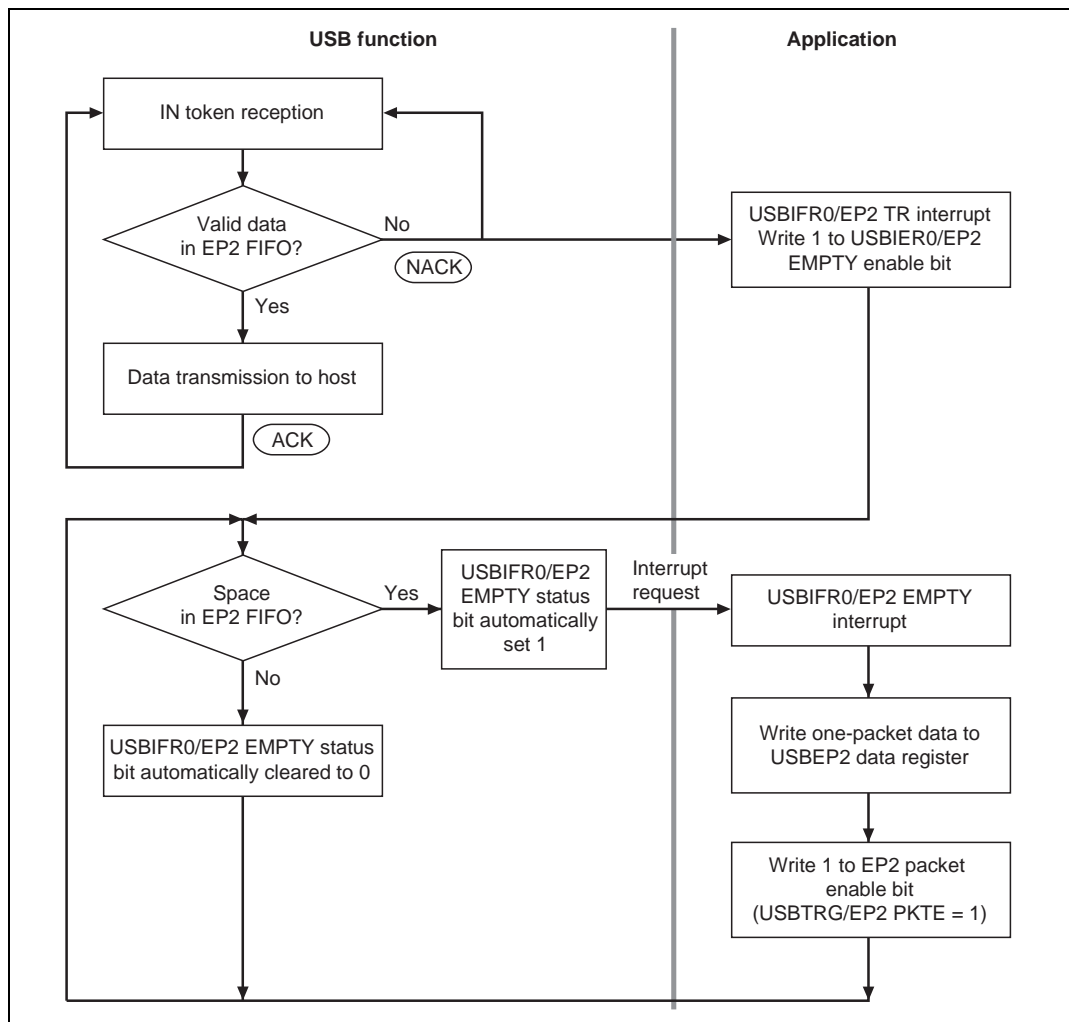 USB function
Application
IN token reception
Valid data
in EP2 FIFO?
No
NACK
Yes
Data transmission to host
ACK
USBIFR0/EP2 TR interrupt
Write 1 to USBIER0/EP2
EMPTY enable bit
Space
in EP2 FIFO?
Yes
USBIFR0/EP2
EMPTY status
bit automatically
set 1
Interrupt
request
USBIFR0/EP2 EMPTY
interrupt
No
USBIFR0/EP2 EMPTY status
bit automatically cleared to 0
Write one-packet data to
USBEP2 data register
Write 1 to EP2 packet
enable bit
(USBTRG/EP2 PKTE = 1)